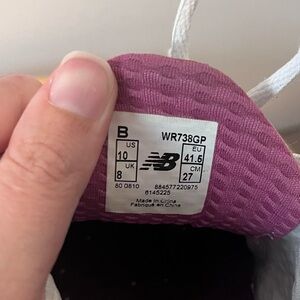 B WR738GP
US EU
10 NB 41.5
UK CM
8 27
80 0810 884577220975
6145225
Made in China
Fabriqué en Chine